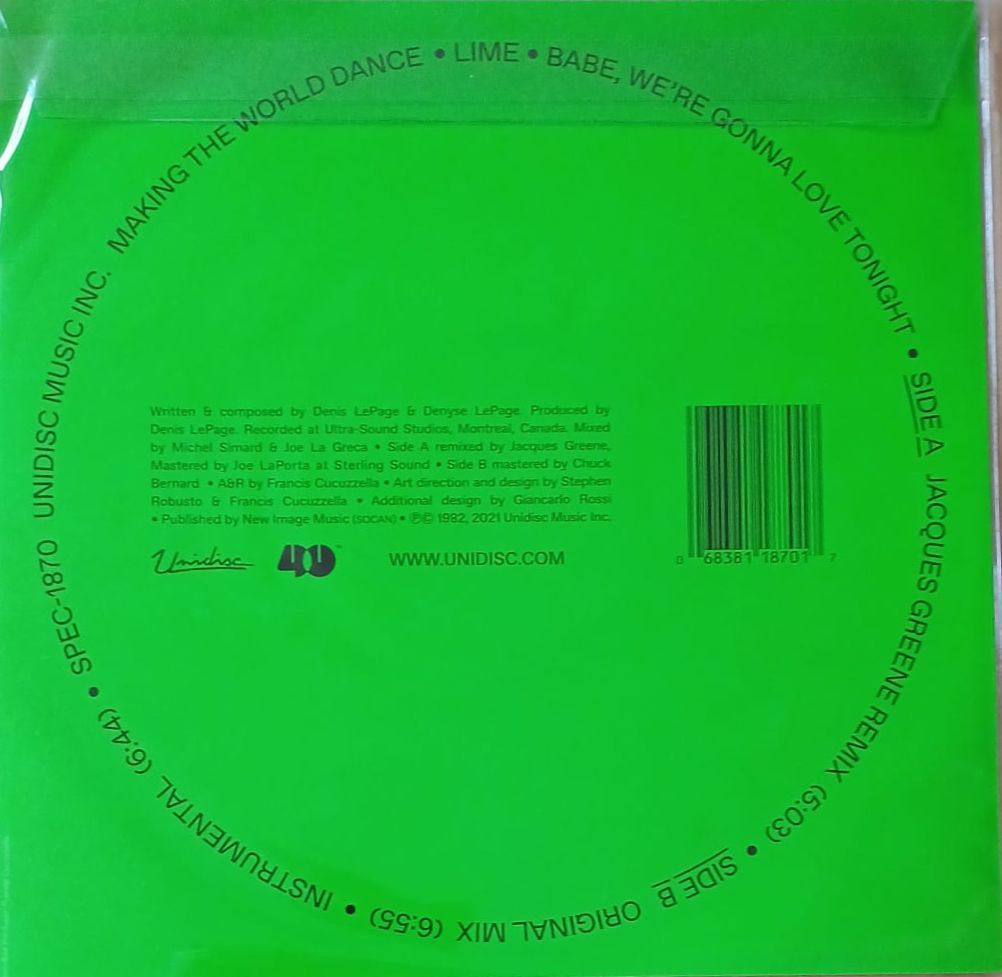 MAKING THE WORLD DANCE • LIME • BABE, WE'RE GONNA LOVE TONIGHT • SIDE A JACQUES GREENE REMIX (5:03) • SIDE B ORIGINAL MIX (6:55) • INSTRUMENTAL (6:44) • SPEC-1870 UNIDISC MUSIC INC.
Written & composed by Denis LePage & Denyse LePage. Produced by
Denis LePage. Recorded at Ultra-Sound Studios, Montreal, Canada. Mixed
by Michel Simard & Joe La Greca • Side A remixed by Jacques Greene,
Mastered by Joe LaPorta at Sterling Sound • Side B mastered by Chuck
Bernard • A&R by Francis Cucuzzella • Art direction and design by Stephen
Robusto & Francis Cucuzzella • Additional design by Giancarlo Rossi
• Published by New Image Music (SOCAN) • ℗© 1982, 2021 Unidisc Music Inc.
Unidisc 40™ WWW.UNIDISC.COM
8 68381 18701 7